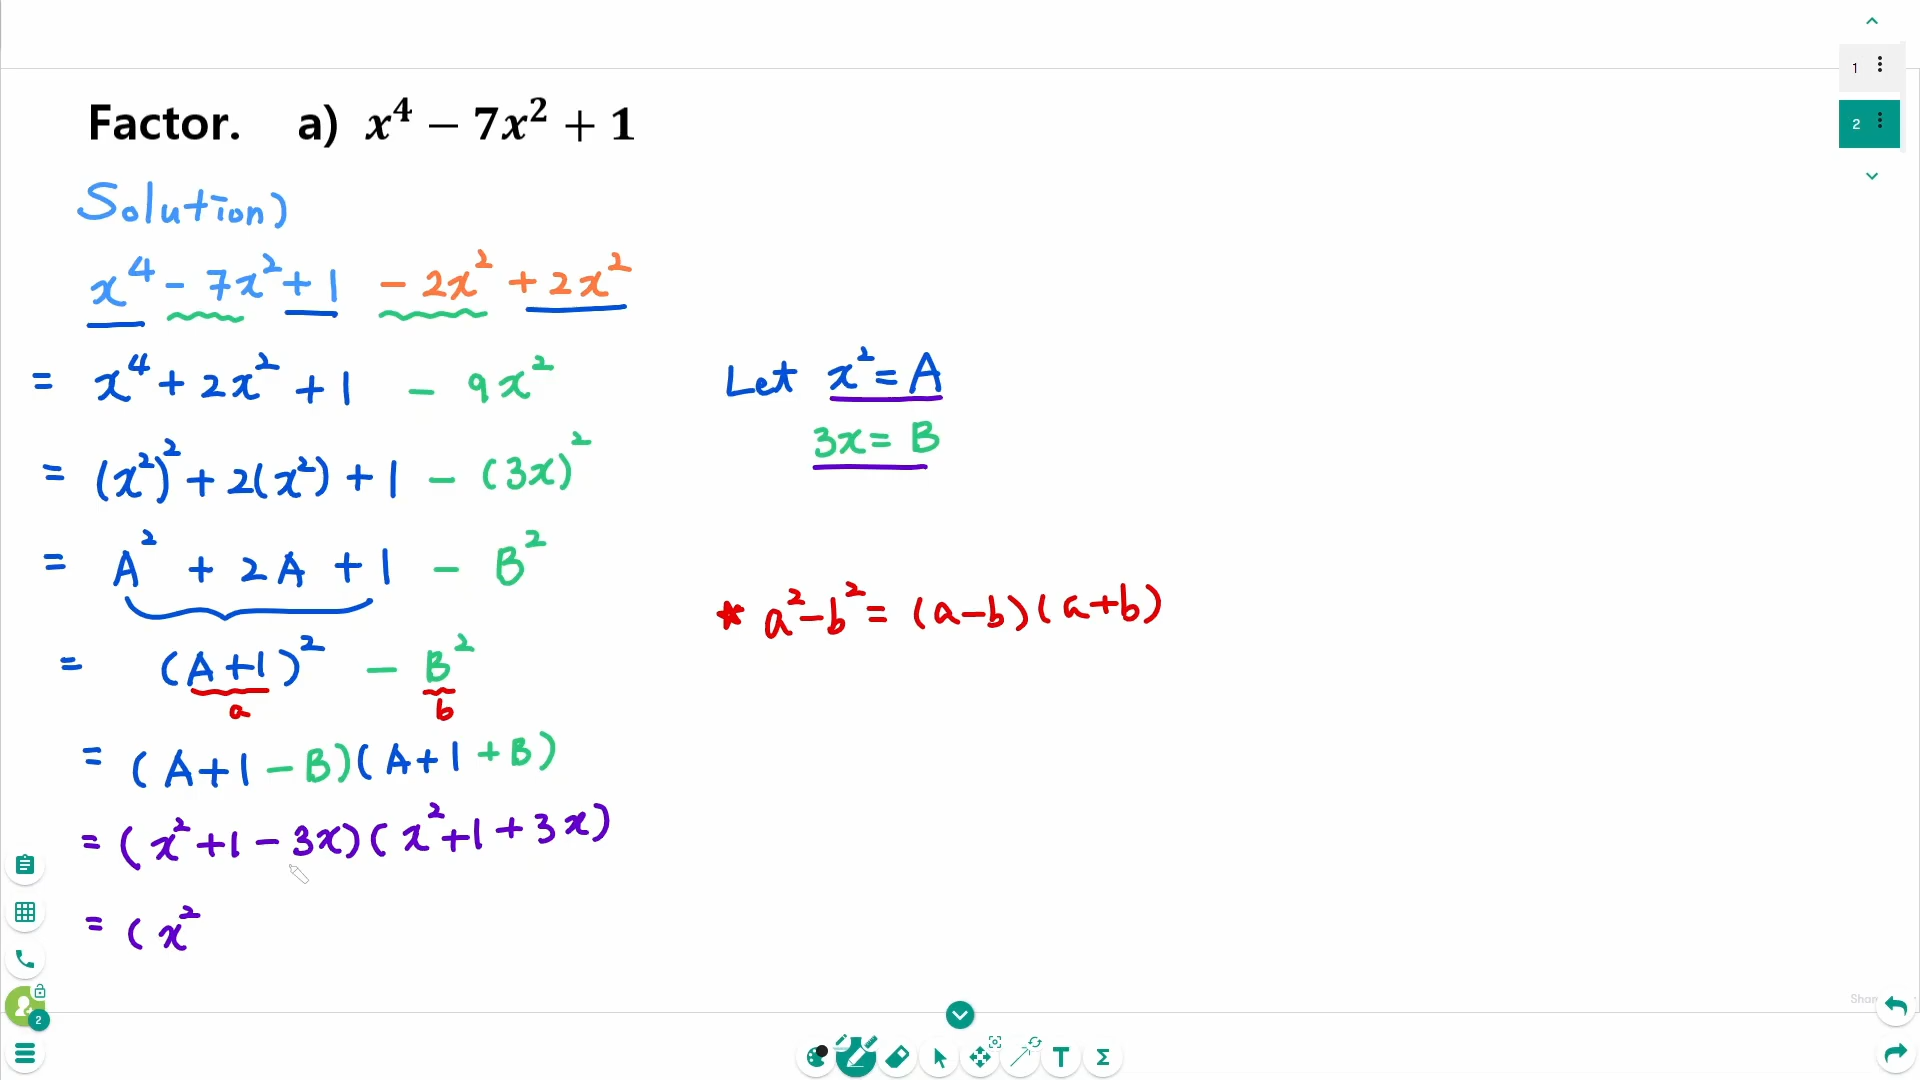 1
2
Factor. a) x⁴ − 7x² + 1
Solution)
x⁴ − 7x² + 1 − 2x² + 2x²
= x⁴ + 2x² + 1 − 9x²
Let x² = A
3x = B
= (x²)² + 2(x²) + 1 − (3x)²
= A² + 2A + 1 − B²
* a² − b² = (a − b)(a + b)
= (A + 1)² − B²
a b
= (A + 1 − B)(A + 1 + B)
= (x² + 1 − 3x)(x² + 1 + 3x)
= (x²
2
T Σ